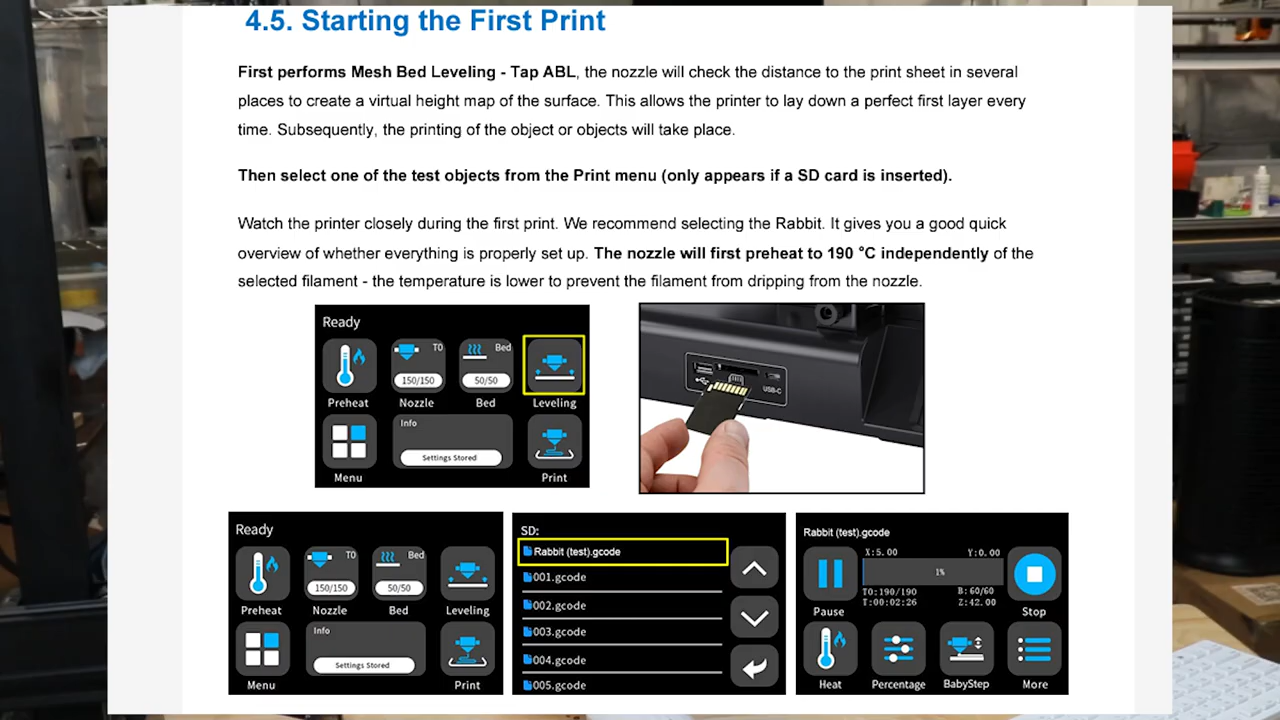 4.5. Starting the First Print
First performs Mesh Bed Leveling - Tap ABL, the nozzle will check the distance to the print sheet in several
places to create a virtual height map of the surface. This allows the printer to lay down a perfect first layer every
time. Subsequently, the printing of the object or objects will take place.
Then select one of the test objects from the Print menu (only appears if a SD card is inserted).
Watch the printer closely during the first print. We recommend selecting the Rabbit. It gives you a good quick
overview of whether everything is properly set up. The nozzle will first preheat to 190 °C independently of the
selected filament - the temperature is lower to prevent the filament from dripping from the nozzle.
Ready
T0
Bed
150/150
50/50
Preheat
Nozzle
Bed
Leveling
Info
Settings Stored
Menu
Print
USB-C
Ready
T0
Bed
150/150
50/50
Preheat
Nozzle
Bed
Leveling
Info
Settings Stored
Menu
Print
SD:
Rabbit (test).gcode
001.gcode
002.gcode
003.gcode
004.gcode
005.gcode
Rabbit (test).gcode
X:5.00
Y:0.00
1%
T0:190/190
B:60/60
T:00:02:26
Z:42.00
Pause
Stop
Heat
Percentage
BabyStep
More